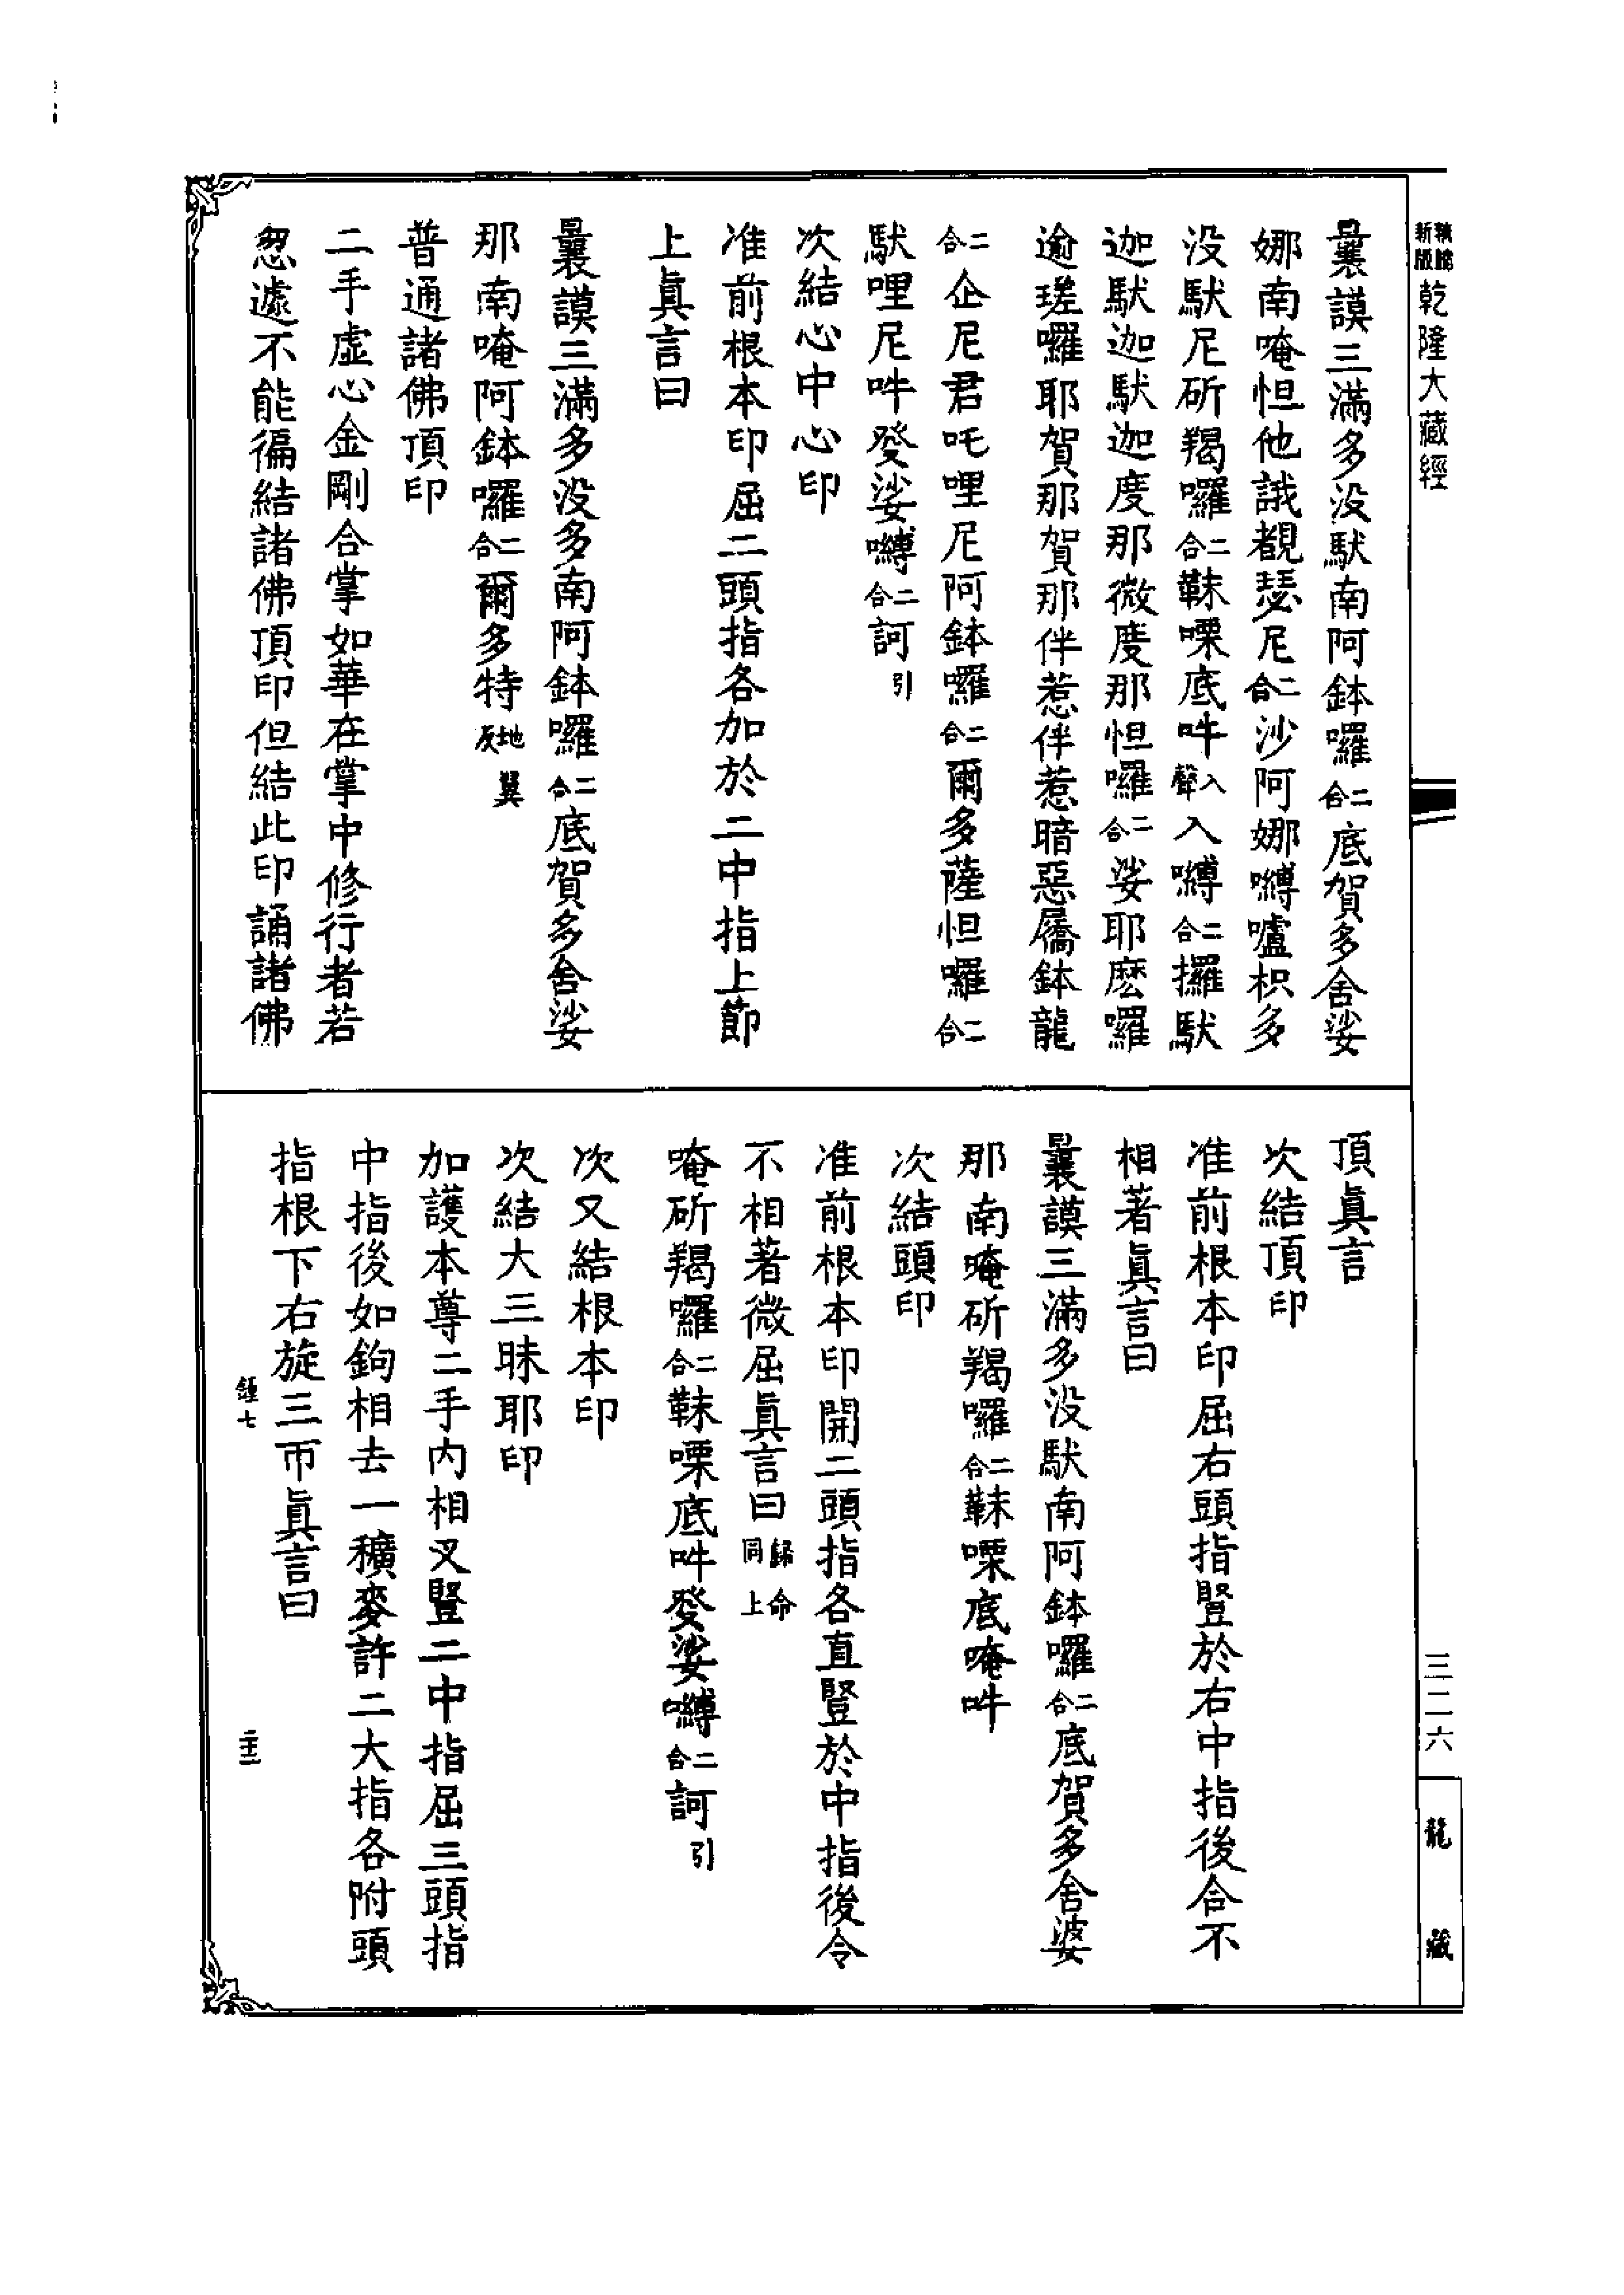 新版
乾隆大藏經
三二六
龍藏
曩謨三滿多没馱南阿鉢囉二合底賀多舍娑
娜南唵怛他誐覩瑟尼二合沙阿娜嚩嚧枳多
没馱尼斫羯囉二合靺㗚底吽入聲入嚩二合攞馱
迦馱迦馱迦度那微度那怛囉二合娑耶麽囉
逾瑳囉耶賀那賀那伴惹伴惹暗惡屩鉢龍
二合企尼君吒哩尼阿鉢囉二合爾多薩怛囉二合
馱哩尼吽發娑嚩二合訶引
次結心中心印
准前根本印屈二頭指各加於二中指上節
上眞言曰
曩謨三滿多没多南阿鉢囉二合底賀多舍娑
那南唵阿鉢囉二合爾多特地翼反
普通諸佛頂印
二手虛心金剛合掌如華在掌中修行者若
怱遽不能徧結諸佛頂印但結此印誦諸佛
頂眞言
次結頂印
准前根本印屈右頭指豎於右中指後合不
相著眞言曰
曩謨三滿多没馱南阿鉢囉二合底賀多舍娑
那南唵斫羯囉二合靺㗚底唵吽
次結頭印
准前根本印開二頭指各直豎於中指後令
不相著微屈眞言曰歸命同上
唵斫羯囉二合靺㗚底吽發娑嚩二合訶引
次又結根本印
次結大三昧耶印
加護本尊二手内相叉豎二中指屈三頭指
中指後如鉤相去一穬麥許二大指各附頭
指根下右旋三帀眞言曰
鍾七